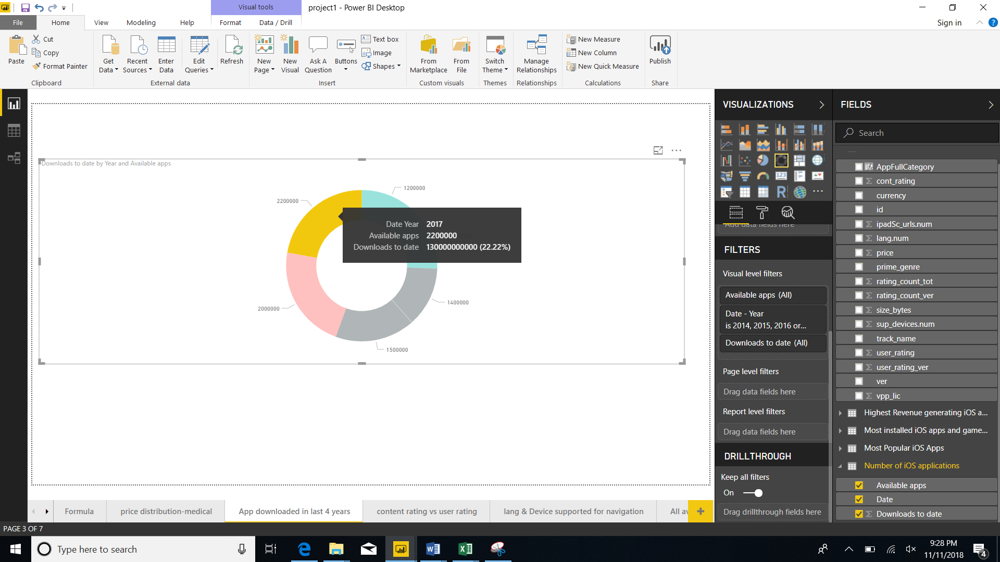 Visual tools
project1 - Power BI Desktop
File
Home
View
Modeling
Help
Format
Data / Drill
Sign in
?
Paste
Cut
Copy
Format Painter
Clipboard
Get Data
Recent Sources
Enter Data
Edit Queries
Refresh
External data
New Page
New Visual
Ask A Question
Buttons
Text box
Image
Shapes
Insert
From Marketplace
From File
Custom visuals
Switch Theme
Themes
Manage Relationships
Relationships
New Measure
New Column
New Quick Measure
Calculations
Publish
Share
Downloads to date by Year and Available apps
1200000
2200000
Date Year 2017
Available apps 2200000
Downloads to date 130000000000 (22.22%)
1400000
2000000
1500000
VISUALIZATIONS
123
R
Add data fields here
FILTERS
Visual level filters
Available apps (All)
Date - Year
is 2014, 2015, 2016 or...
Downloads to date (All)
Page level filters
Drag data fields here
Report level filters
Drag data fields here
DRILLTHROUGH
Keep all filters
On
Drag drillthrough fields here
FIELDS
Search
AppFullCategory
cont_rating
currency
id
ipadSc_urls.num
lang.num
price
prime_genre
rating_count_tot
rating_count_ver
size_bytes
sup_devices.num
track_name
user_rating
user_rating_ver
ver
vpp_lic
Highest Revenue generating iOS a...
Most installed iOS apps and game...
Most Popular iOS Apps
Number of iOS applications
Available apps
Date
Downloads to date
Formula
price distribution-medical
App downloaded in last 4 years
content rating vs user rating
lang & Device supported for navigation
All av
PAGE 3 OF 7
Type here to search
9:28 PM
11/11/2018
4